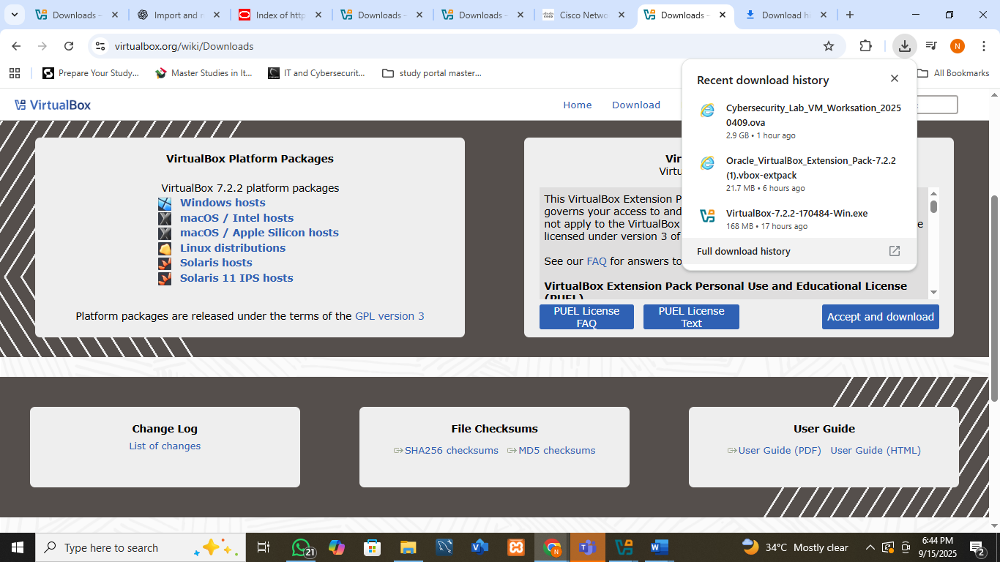 Downloads –
Import and r
Index of http
Downloads –
Downloads –
Cisco Netwo
Downloads –
Download hi
virtualbox.org/wiki/Downloads
N
Prepare Your Study...
Master Studies in It...
IT and Cybersecurit...
study portal master...
All Bookmarks
VirtualBox
Home
Download
Recent download history
Cybersecurity_Lab_VM_Worksation_2025
0409.ova
2.9 GB • 1 hour ago
Oracle_VirtualBox_Extension_Pack-7.2.2
(1).vbox-extpack
21.7 MB • 6 hours ago
VirtualBox-7.2.2-170484-Win.exe
168 MB • 17 hours ago
Full download history
VirtualBox Platform Packages
VirtualBox 7.2.2 platform packages
Windows hosts
macOS / Intel hosts
macOS / Apple Silicon hosts
Linux distributions
Solaris hosts
Solaris 11 IPS hosts
Platform packages are released under the terms of the GPL version 3
Vir
Virtu
This VirtualBox Extension P
governs your access to and
not apply to the VirtualBox e
licensed under version 3 of
See our FAQ for answers to
VirtualBox Extension Pack Personal Use and Educational License
(PUEL)
PUEL License
FAQ
PUEL License
Text
Accept and download
Change Log
List of changes
File Checksums
SHA256 checksums MD5 checksums
User Guide
User Guide (PDF) User Guide (HTML)
Type here to search
21
34°C Mostly clear
6:44 PM
9/15/2025
2